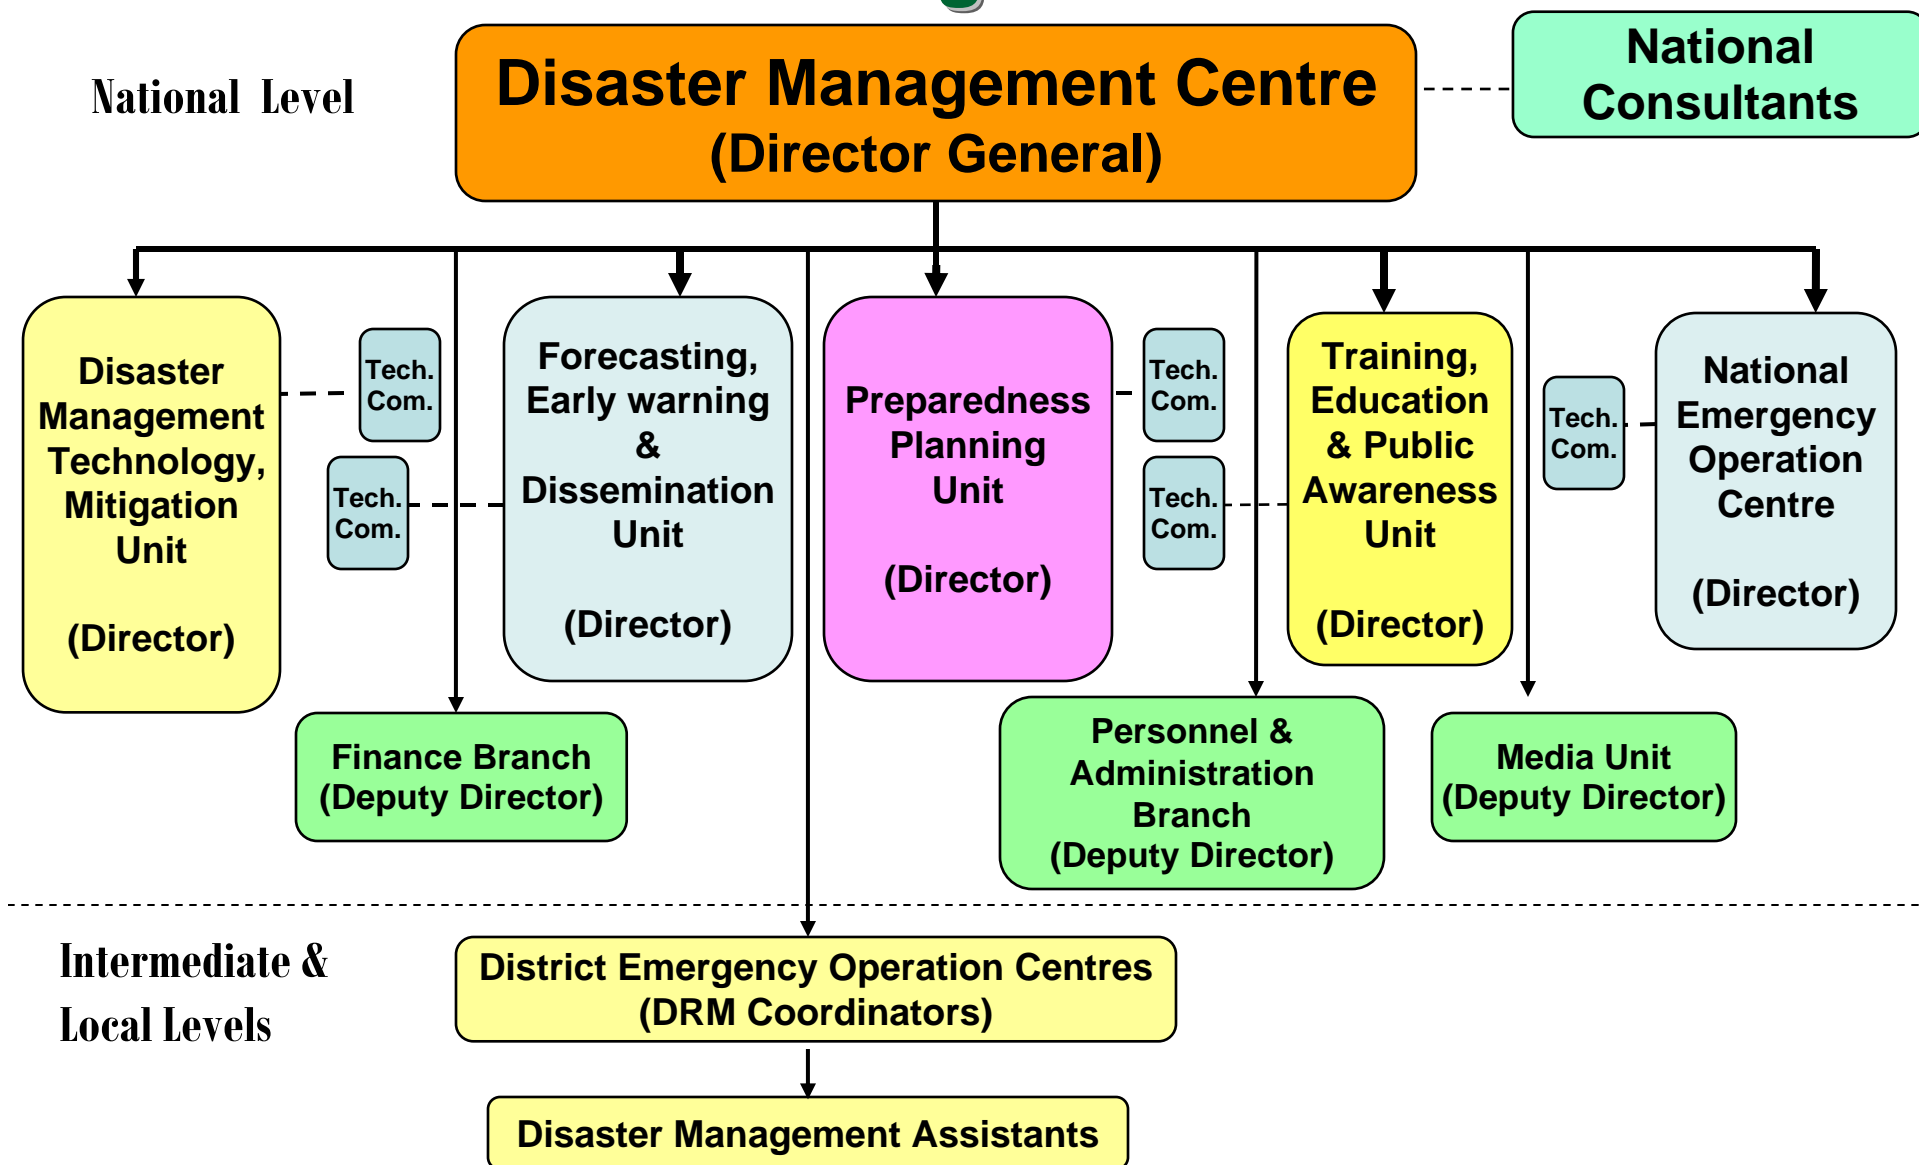 National Level
Disaster Management Centre
(Director General)
National
Consultants
Disaster
Management
Technology,
Mitigation
Unit
(Director)
Tech.
Com.
Tech.
Com.
Forecasting,
Early warning
&
Dissemination
Unit
(Director)
Preparedness
Planning
Unit
(Director)
Tech.
Com.
Tech.
Com.
Training,
Education
& Public
Awareness
Unit
(Director)
Tech.
Com.
National
Emergency
Operation
Centre
(Director)
Finance Branch
(Deputy Director)
Personnel &
Administration
Branch
(Deputy Director)
Media Unit
(Deputy Director)
Intermediate &
Local Levels
District Emergency Operation Centres
(DRM Coordinators)
Disaster Management Assistants